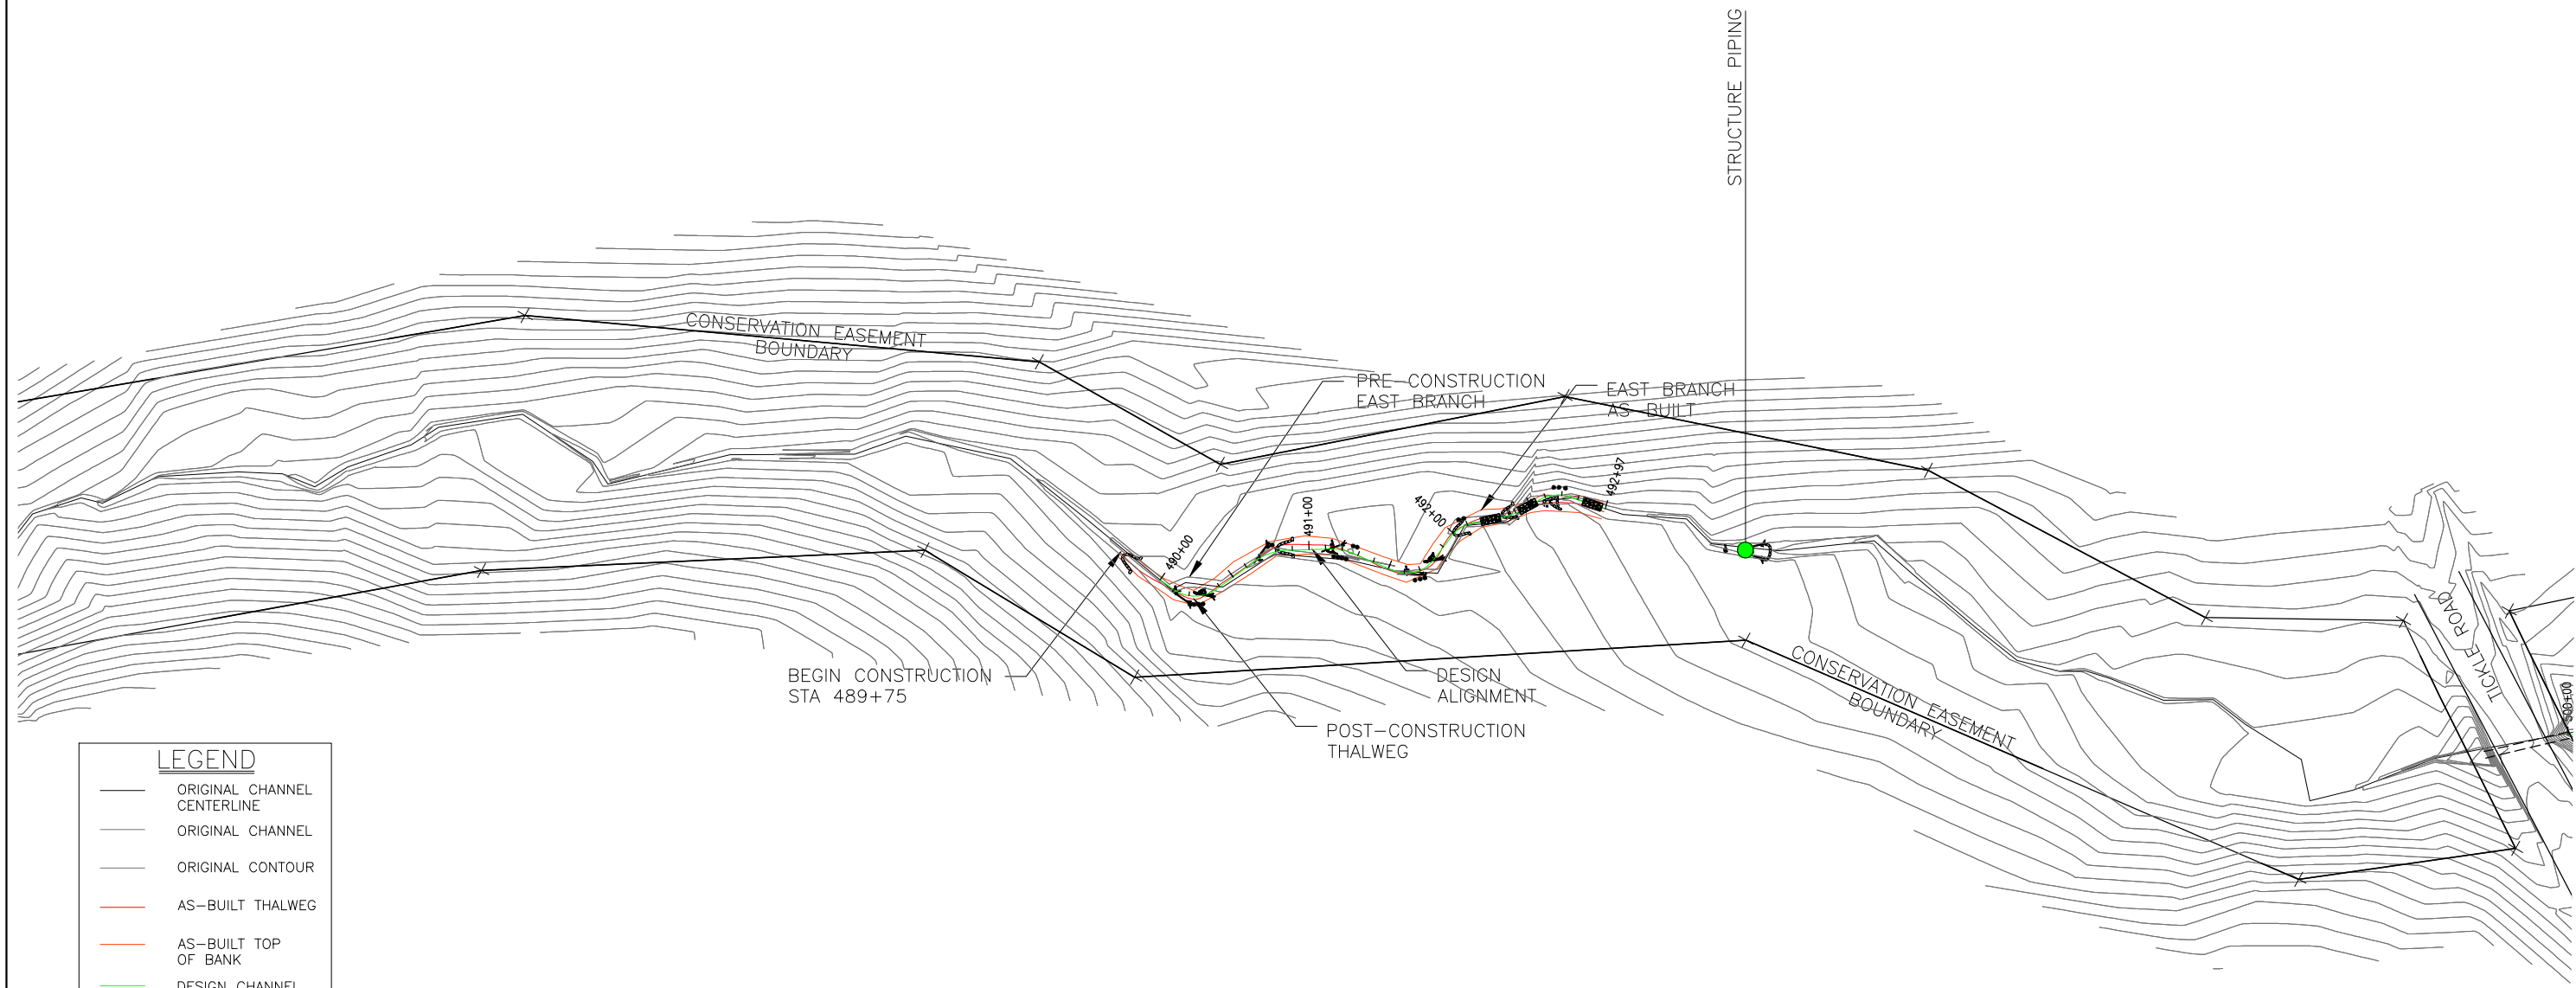 STRUCTURE PIPING
CONSERVATION EASEMENT
BOUNDARY
PRE-CONSTRUCTION
EAST BRANCH
EAST BRANCH
AS-BUILT
490+00
491+00
492+00
492+97
BEGIN CONSTRUCTION
STA 489+75
DESIGN
ALIGNMENT
POST-CONSTRUCTION
THALWEG
CONSERVATION EASEMENT
BOUNDARY
TICKLE ROAD
500+00
LEGEND
ORIGINAL CHANNEL
CENTERLINE
ORIGINAL CHANNEL
ORIGINAL CONTOUR
AS-BUILT THALWEG
AS-BUILT TOP
OF BANK
DESIGN CHANNEL